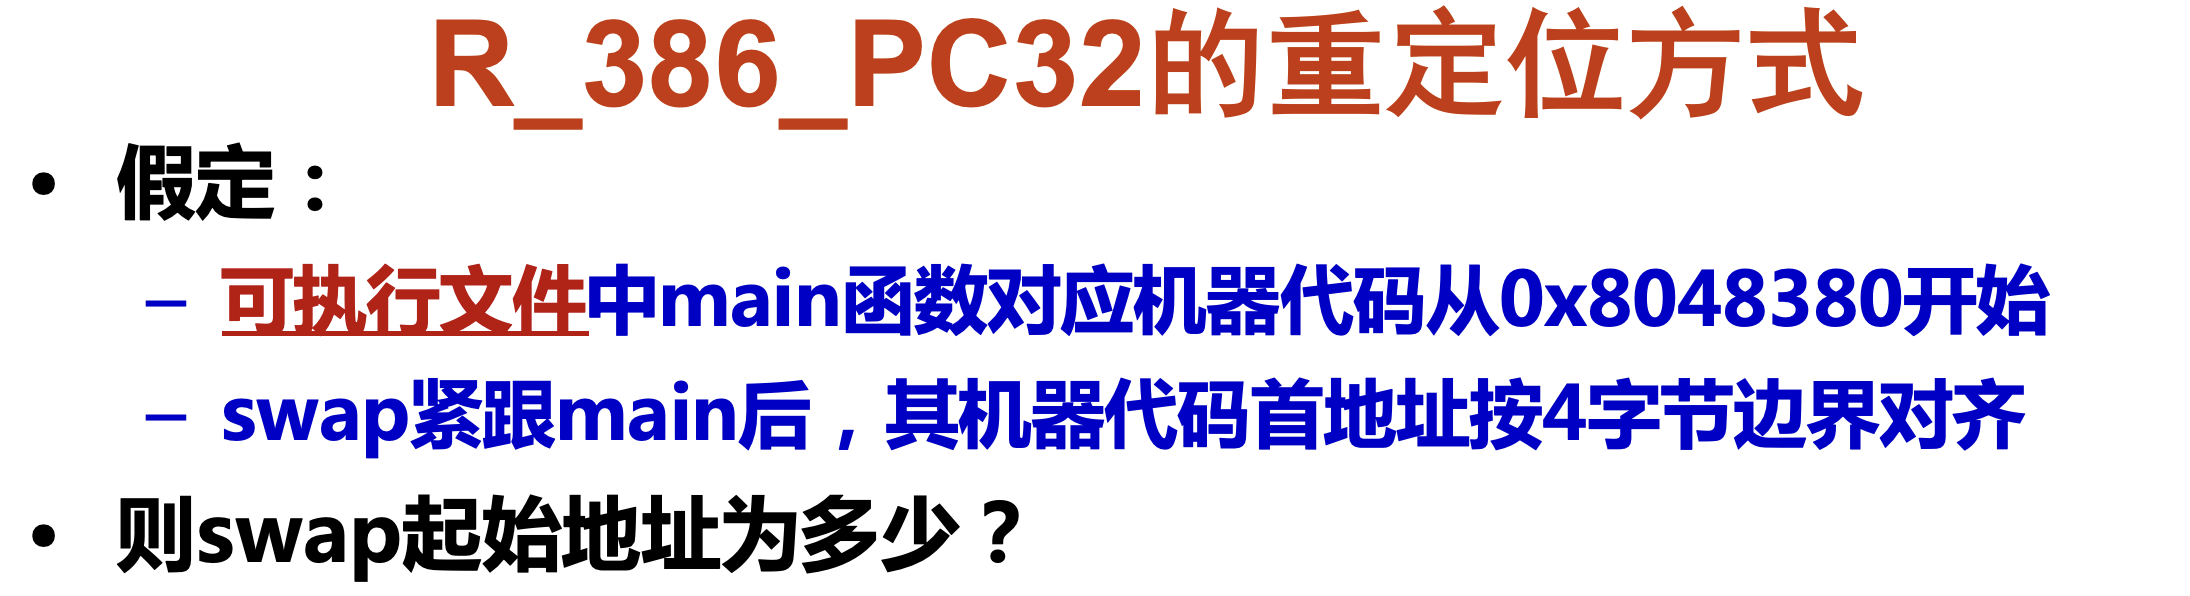 R_386_PC32的重定位方式
• 假定：
– 可执行文件中main函数对应机器代码从0x8048380开始
– swap紧跟main后，其机器代码首地址按4字节边界对齐
• 则swap起始地址为多少？